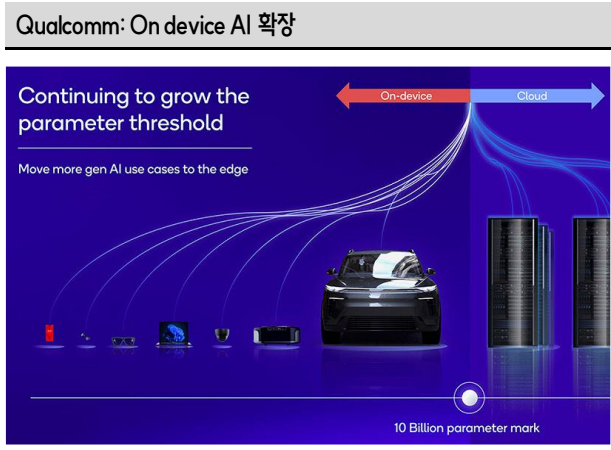 Qualcomm: On device AI 확장
Continuing to grow the
parameter threshold
Move more gen AI use cases to the edge
On-device
Cloud
10 Billion parameter mark